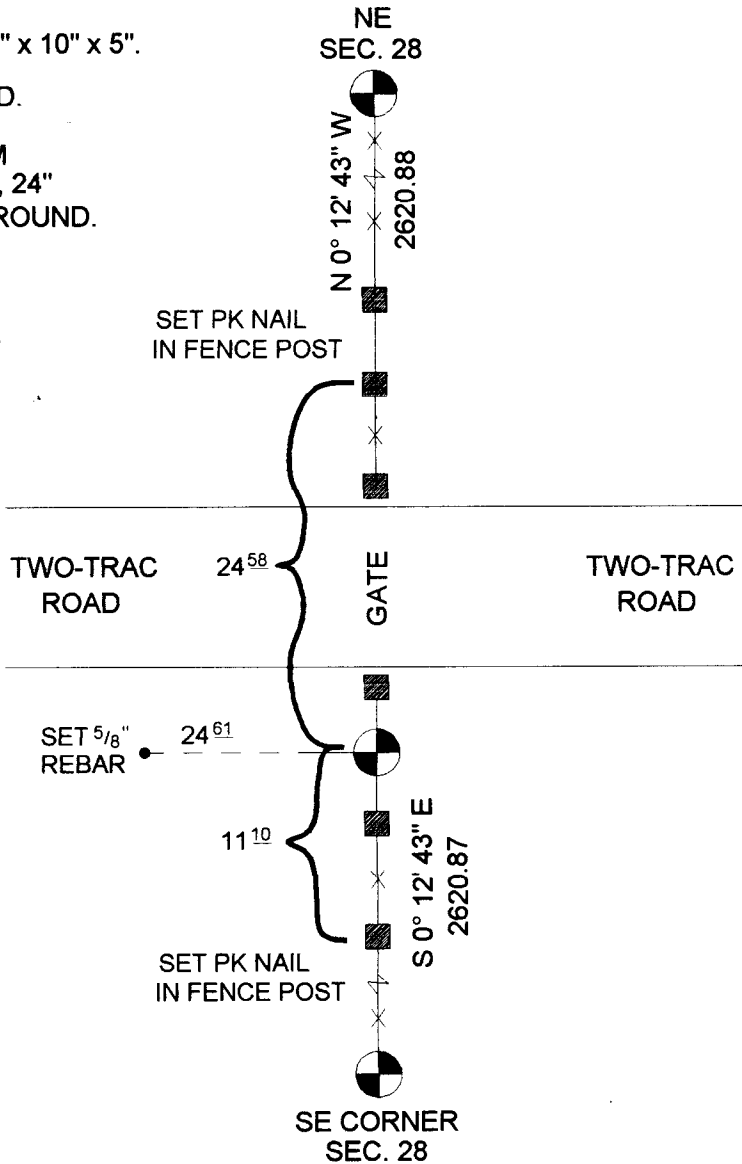 " x 10" x 5".
D.
M
, 24"
ROUND.
NE
SEC. 28
N 0° 12' 43" W
2620.88
SET PK NAIL
IN FENCE POST
TWO-TRAC
ROAD
24 58
GATE
TWO-TRAC
ROAD
SET 5/8"
REBAR
24 61
11 10
S 0° 12' 43" E
2620.87
SET PK NAIL
IN FENCE POST
SE CORNER
SEC. 28